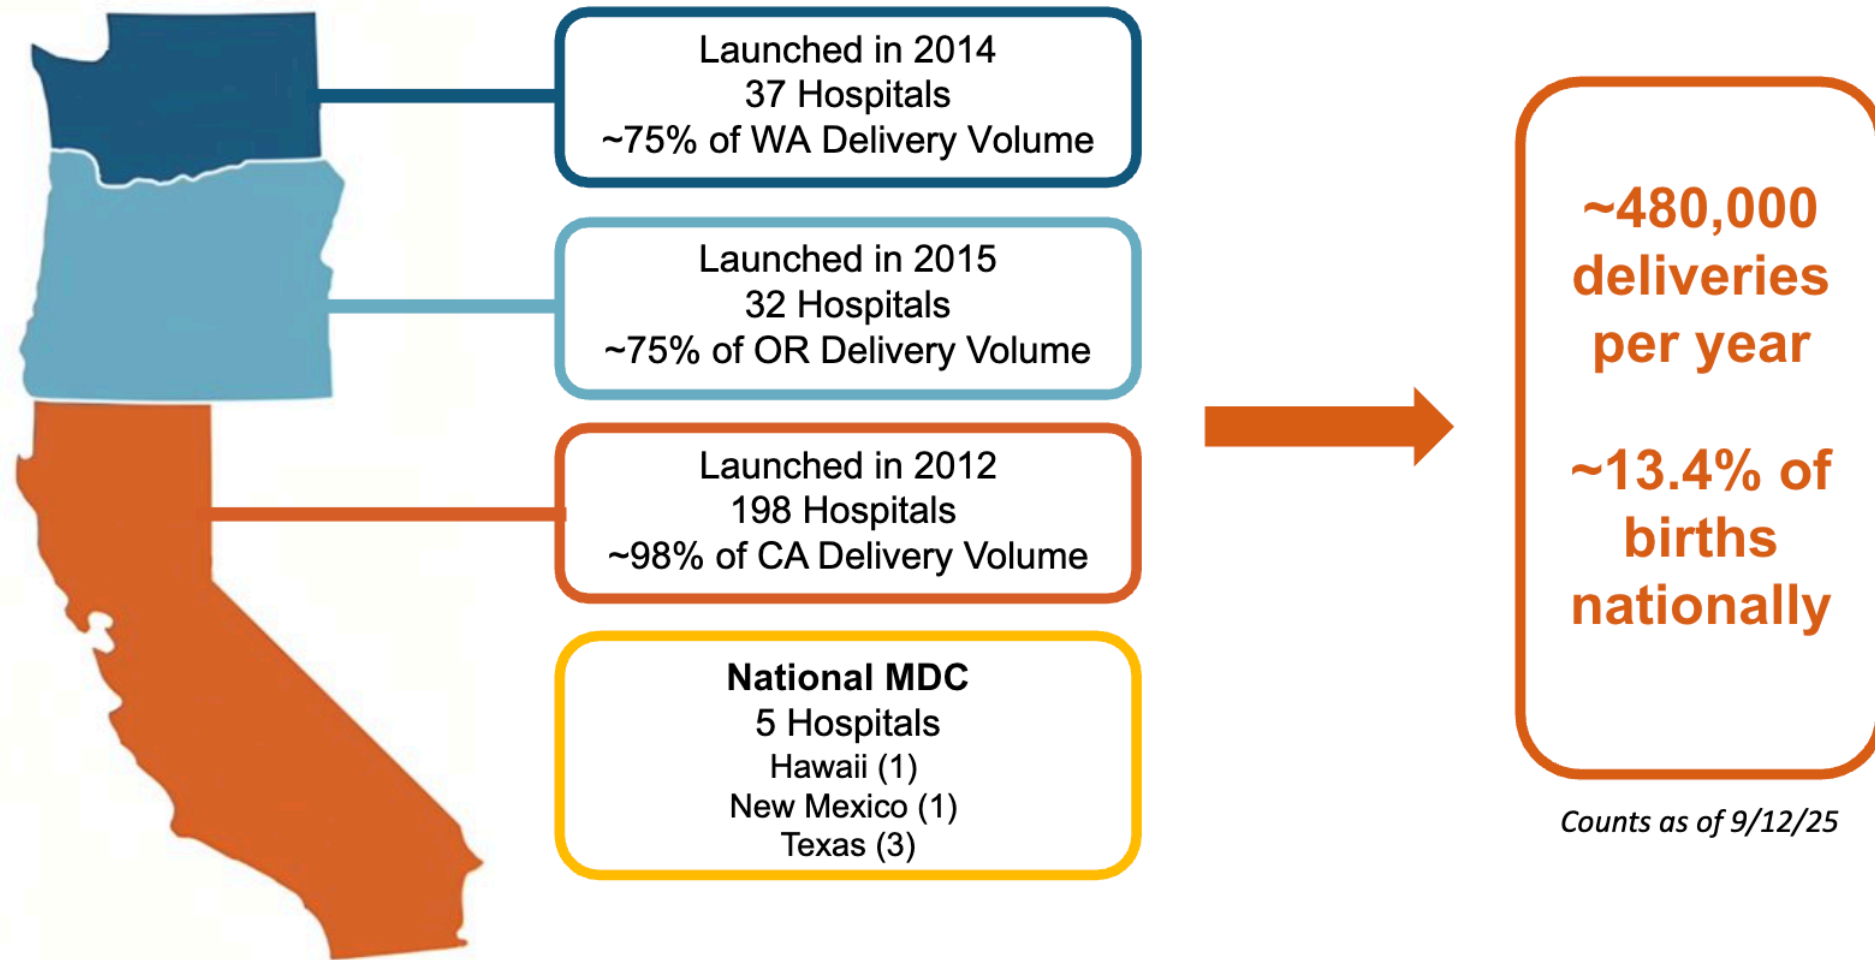 Launched in 2014
37 Hospitals
~75% of WA Delivery Volume
Launched in 2015
32 Hospitals
~75% of OR Delivery Volume
Launched in 2012
198 Hospitals
~98% of CA Delivery Volume
National MDC
5 Hospitals
Hawaii (1)
New Mexico (1)
Texas (3)
~480,000
deliveries
per year
~13.4% of
births
nationally
Counts as of 9/12/25